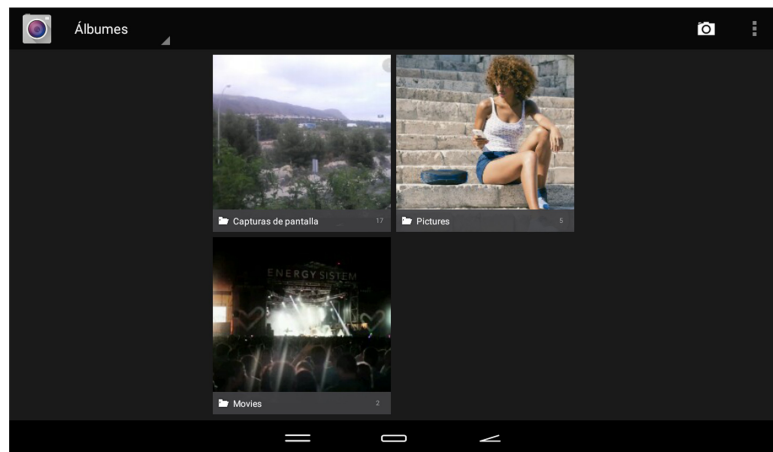 Álbumes
Capturas de pantalla 17
Pictures 5
ENERGY SISTEM
Movies 2